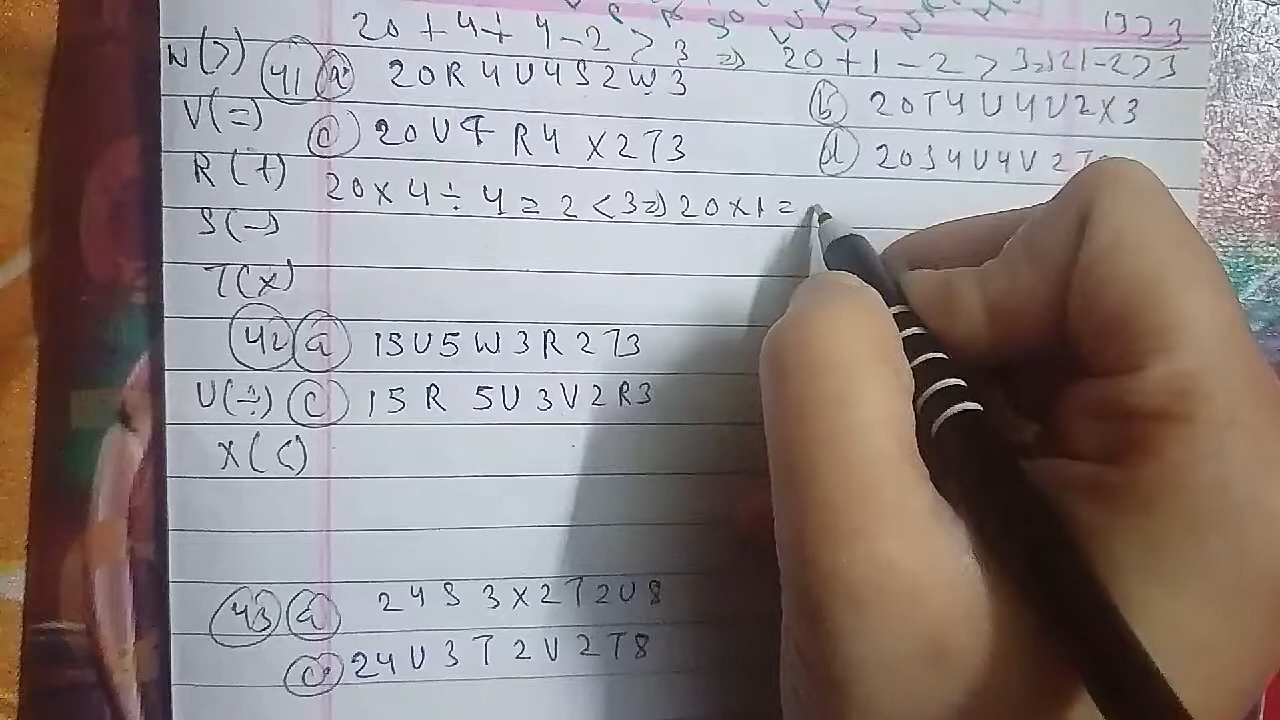 1923
20 + 4 ÷ 4 - 2 > 3 ⇒ 20 + 1 - 2 > 3 ⇒ 21 - 2 > 3
W(>) 41 a 20 R 4 U 4 S 2 W 3
b 20 T 4 U 4 V 2 X 3
V(=) c 20 U 4 R 4 X 2 T 3
d 20 S 4 U 4 V 2 T
R(+) 20 × 4 ÷ 4 = 2 < 3 ⇒ 20 × 1 =
S(-)
T(×)
42 a 15 U 5 W 3 R 2 T 3
U(÷) c 15 R 5 U 3 V 2 R 3
X(<)
43 a 24 S 3 X 2 T 2 U 8
c 24 U 3 T 2 V 2 T 8